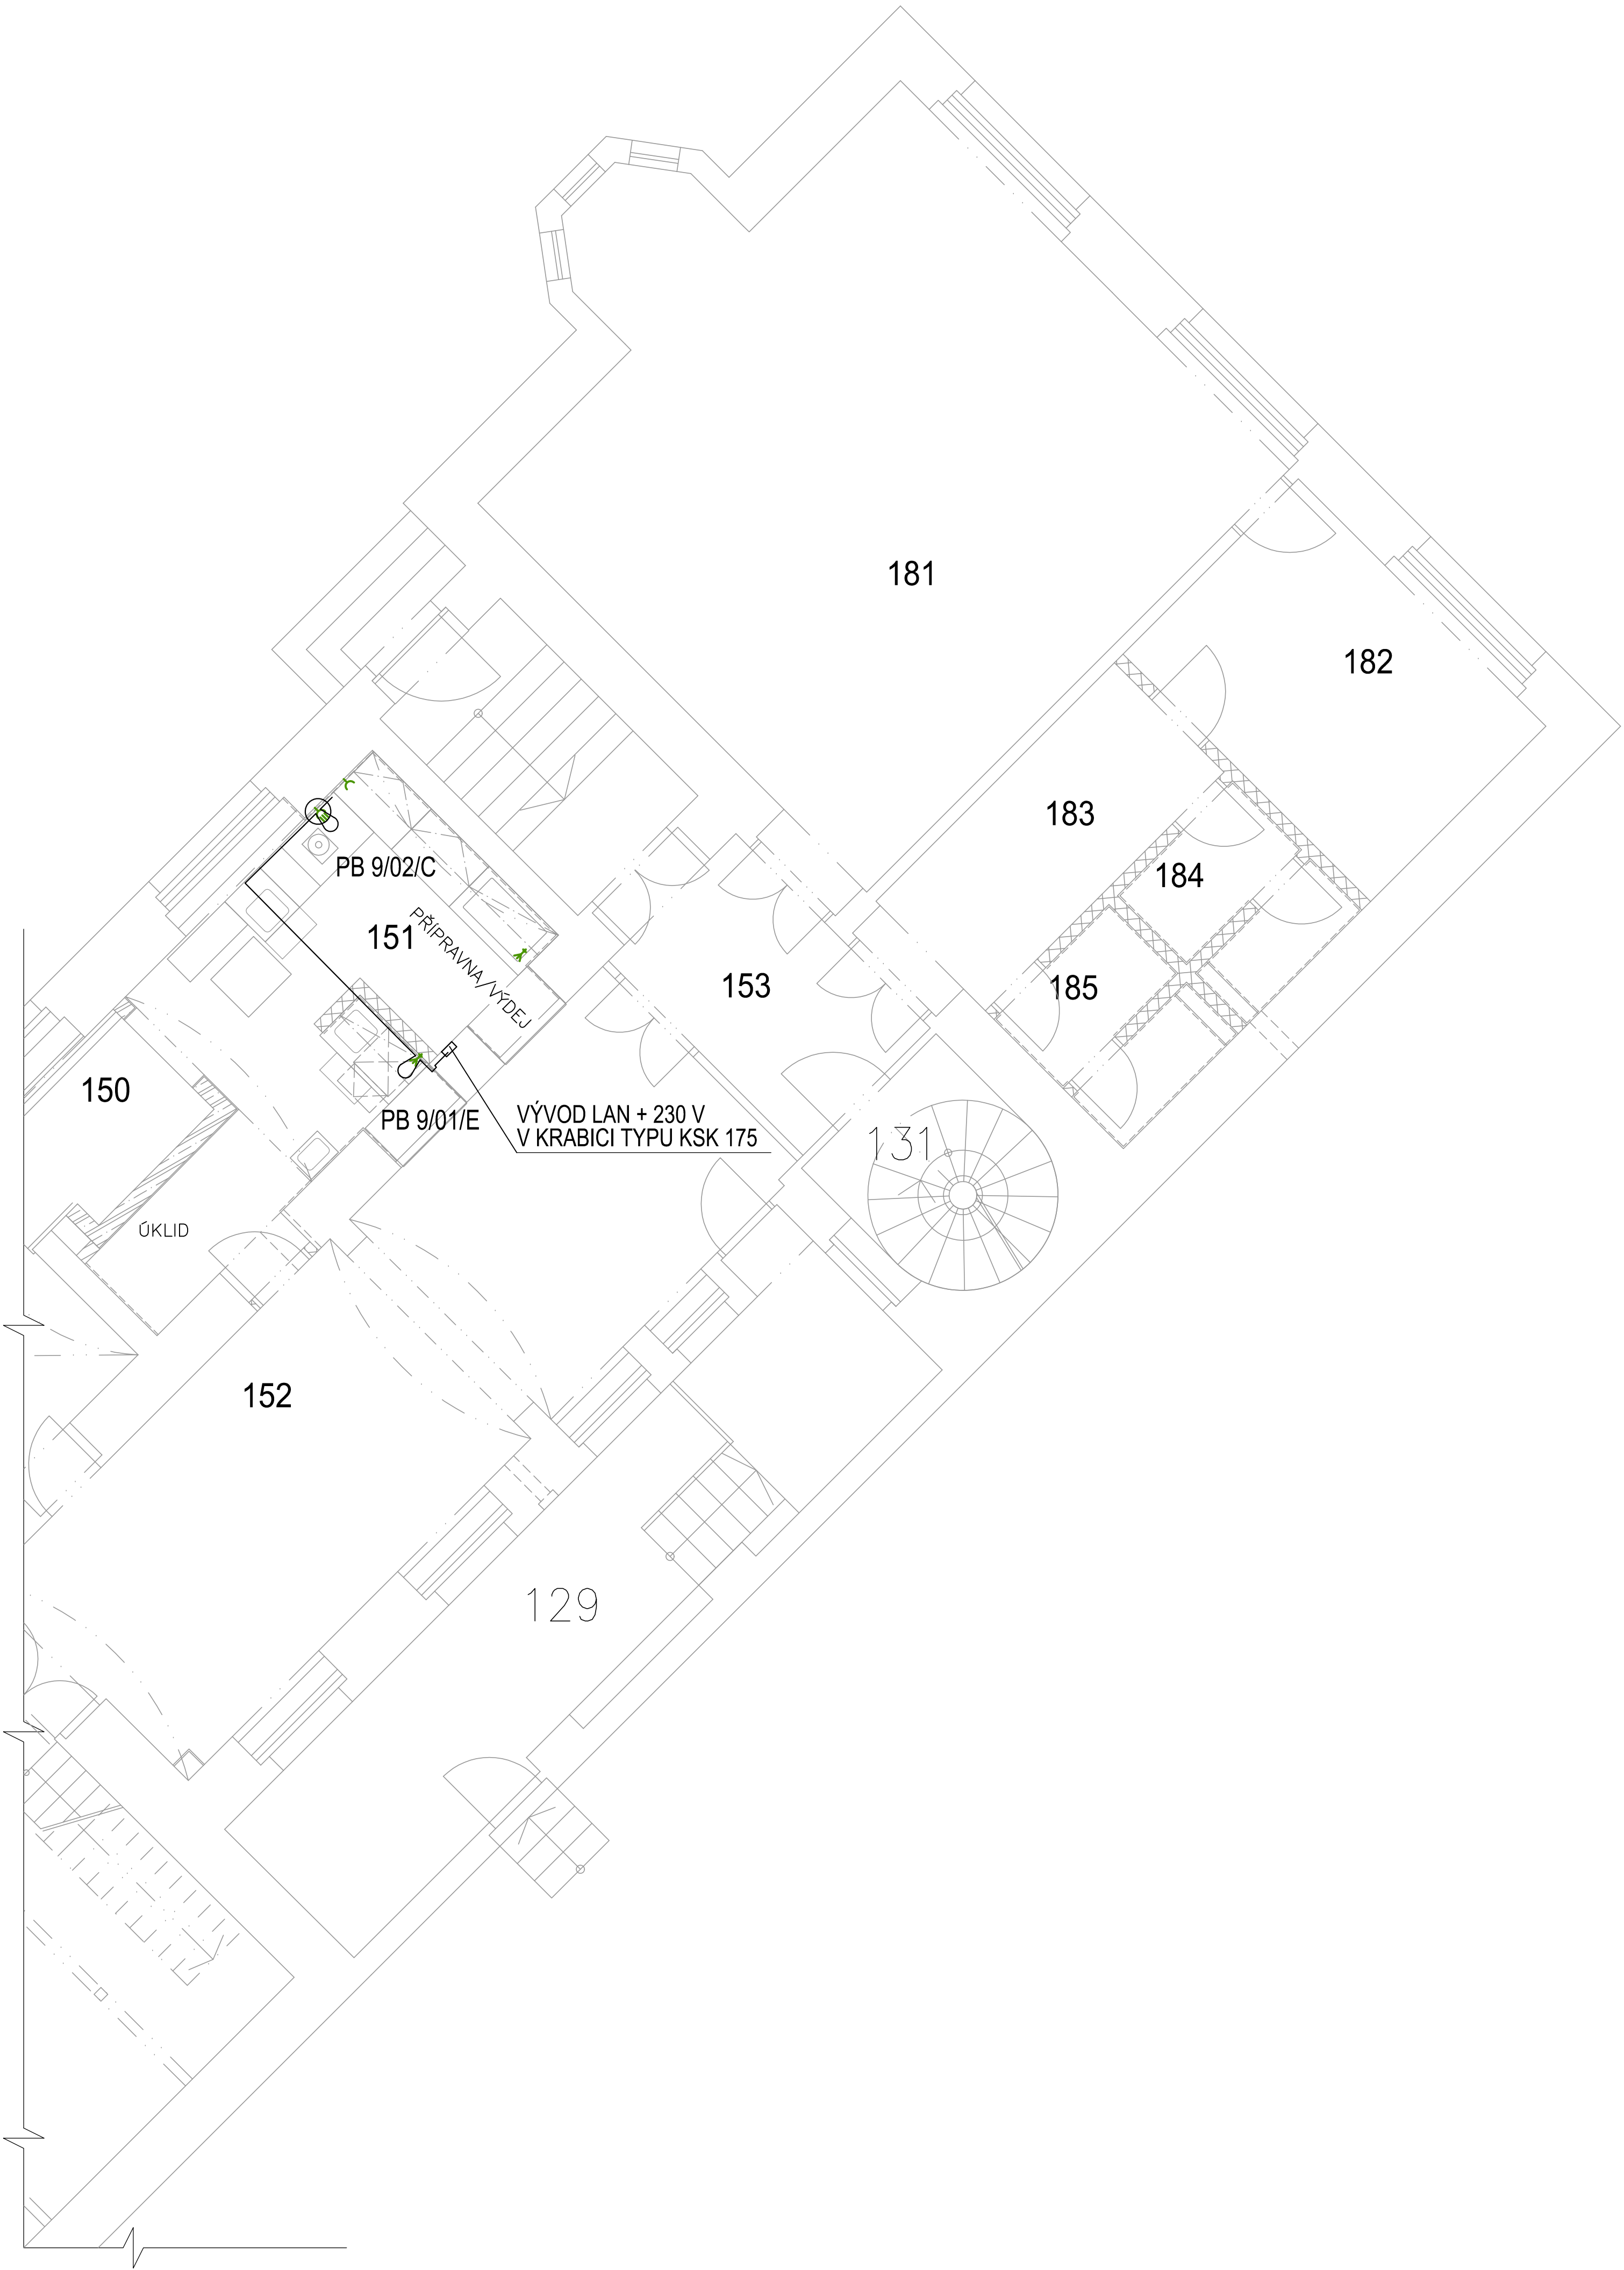 181
182
183
PB 9/02/C
184
151
PŘÍPRAVNA/VÝDEJ
153
185
150
PB 9/01/E
VÝVOD LAN + 230 V
V KRABICI TYPU KSK 175
131
ÚKLID
152
129